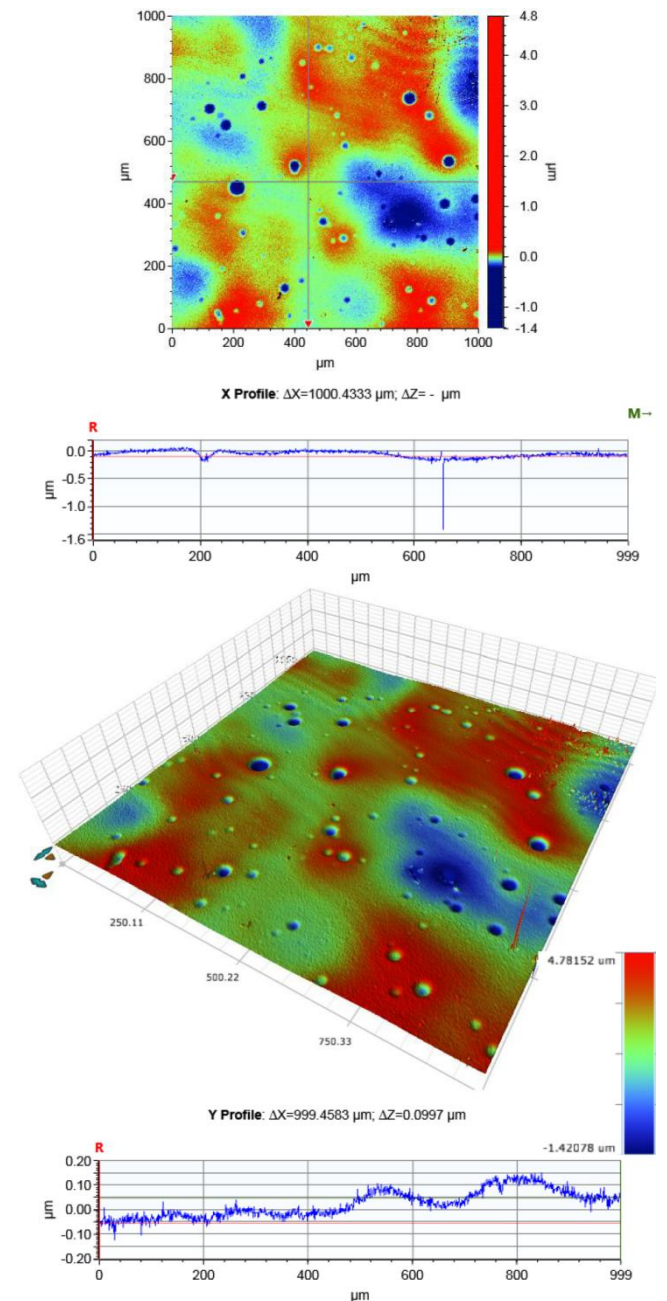 1000
800
600
400
200
0
µm
0 200 400 600 800 1000
µm
4.8
4.0
3.0
2.0
1.0
0.0
-1.0
-1.4
µm
X Profile: ΔX=1000.4333 µm; ΔZ= - µm
M→
R
0.0
-0.5
-1.0
-1.6
µm
0 200 400 600 800 999
µm
250.11
500.22
750.33
4.78152 um
-1.42078 um
Y Profile: ΔX=999.4583 µm; ΔZ=0.0997 µm
R
0.20
0.10
0.00
-0.10
-0.20
µm
0 200 400 600 800 999
µm